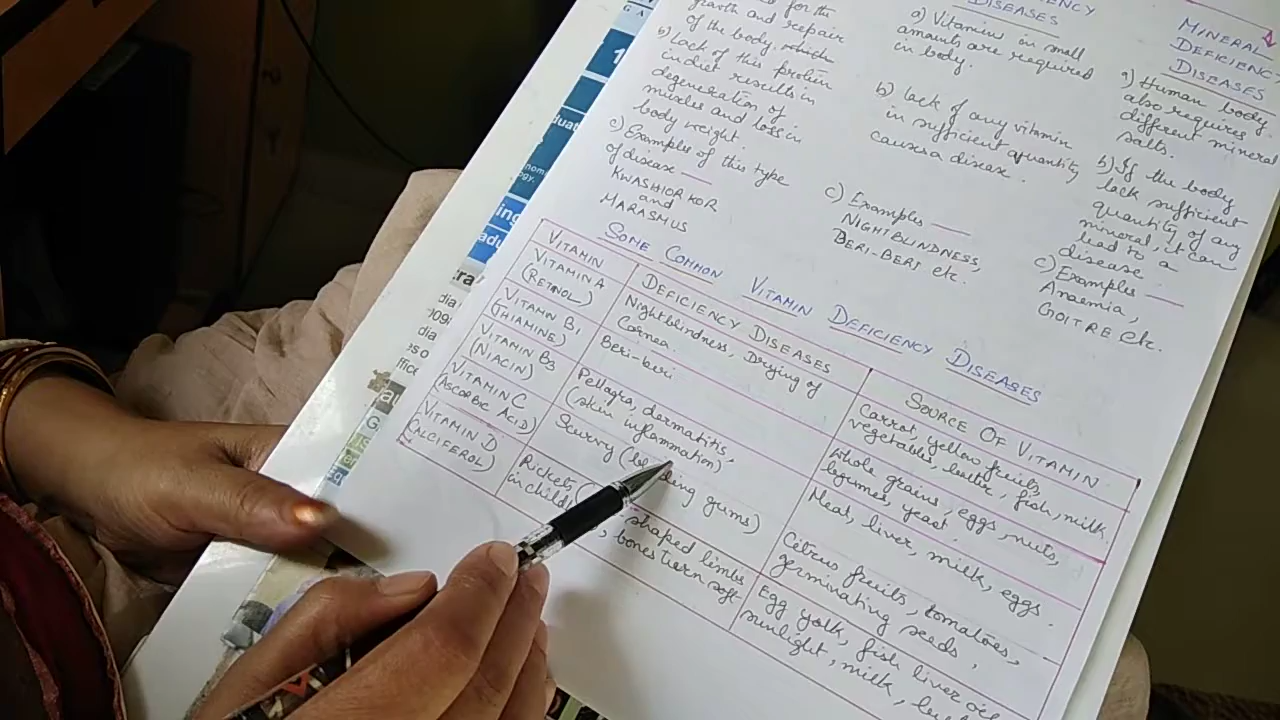 for the
growth and repair
of the body, which
b) Lack of this protein
in diet results in
degeneration of
muscles and loss in
body weight.
c) Examples of this type
of disease —
KWASHIORKOR
and
MARASMUS
DEFICIENCY
DISEASES
a) Vitamins in small
amounts are required
in body.
b) lack of any vitamin
in sufficient quantity
causes a disease.
c) Examples —
NIGHTBLINDNESS,
BERI-BERI etc.
MINERAL
DEFICIENC
DISEASES
a) Human body
also requires
different mineral
salts.
b) If the body
lack sufficient
quantity of any
mineral, it can
lead to a
disease
c) Examples —
Anaemia,
GOITRE etc.
SOME COMMON VITAMIN DEFICIENCY DISEASES
VITAMIN
DEFICIENCY DISEASES
SOURCE OF VITAMIN
VITAMIN A
(RETINOL)
Nightblindness, Drying of
Cornea.
Carrot, yellow fruits,
vegetables, butter, fish, milk.
VITAMIN B1
(THIAMINE)
Beri-beri
Whole grains, eggs, nuts,
legumes, yeast.
VITAMIN B3
(NIACIN)
Pellagra, dermatitis,
(skin inflammation)
Meat, liver, milk, eggs.
VITAMIN C
(ASCORBIC ACID)
Scurvy ding gums)
Citrus fruits, tomatoes,
germinating seeds,
VITAMIN D
(CALCIFEROL)
Rickets shaped limbs
in child , bones turn soft
Egg yolk, fish liver oil
sunlight, milk,